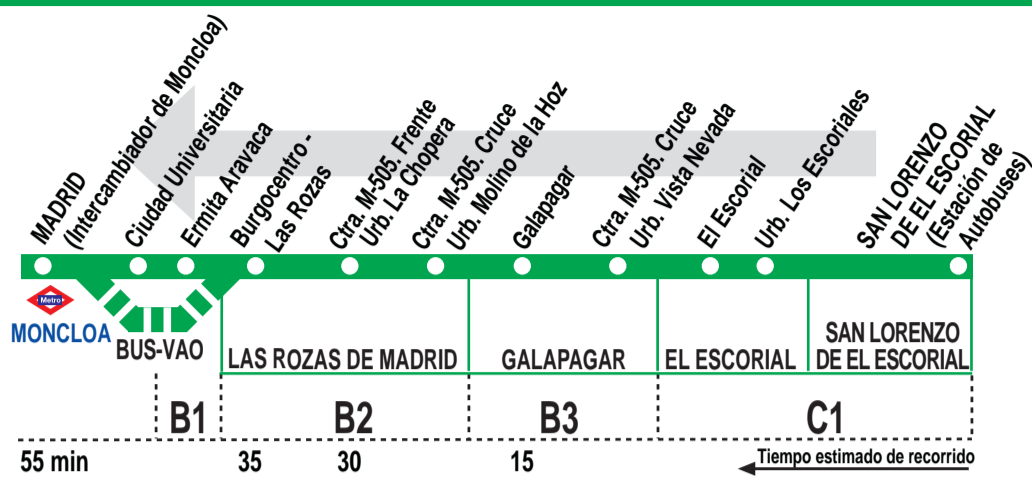 MADRID
(Intercambiador de Moncloa)
Ciudad Universitaria
Ermita Aravaca
Burgocentro -
Las Rozas
Ctra. M-505. Frente
Urb. La Chopera
Ctra. M-505. Cruce
Urb. Molino de la Hoz
Galapagar
Ctra. M-505. Cruce
Urb. Vista Nevada
El Escorial
Urb. Los Escoriales
SAN LORENZO
DE EL ESCORIAL
(Estación de
Autobuses)
Metro
MONCLOA
BUS-VAO
LAS ROZAS DE MADRID
GALAPAGAR
EL ESCORIAL
SAN LORENZO
DE EL ESCORIAL
B1
B2
B3
C1
55 min
35
30
15
Tiempo estimado de recorrido